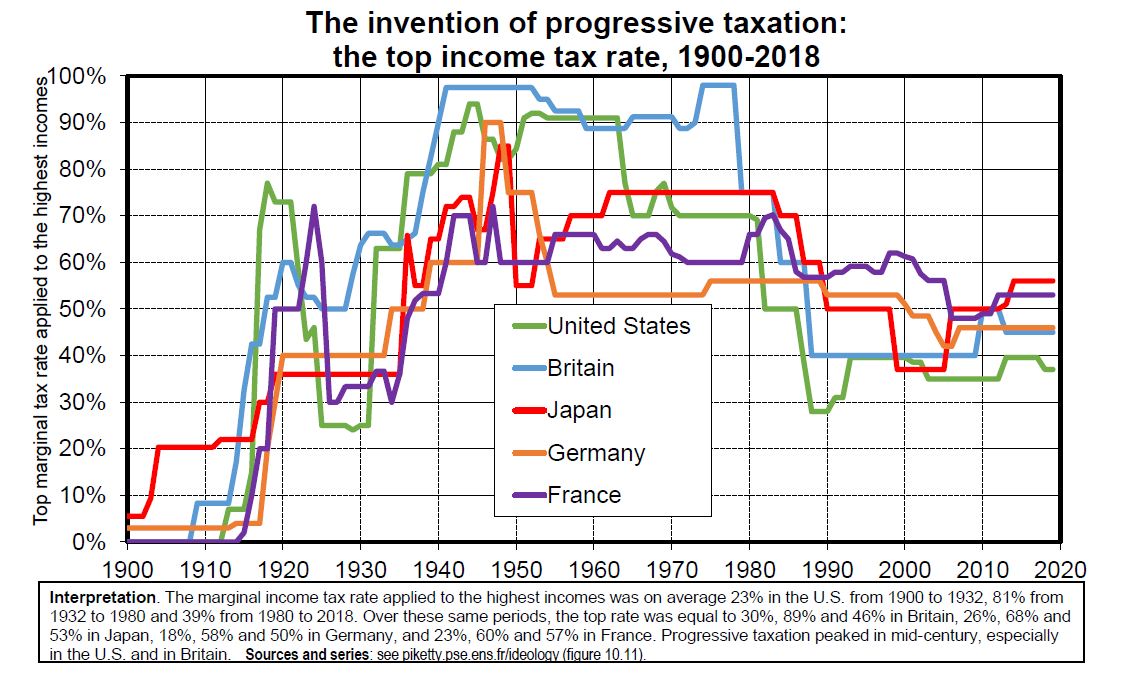 The invention of progressive taxation:
the top income tax rate, 1900-2018
Top marginal tax rate applied to the highest incomes
100%
90%
80%
70%
60%
50%
40%
30%
20%
10%
0%
United States
Britain
Japan
Germany
France
1900 1910 1920 1930 1940 1950 1960 1970 1980 1990 2000 2010 2020
Interpretation. The marginal income tax rate applied to the highest incomes was on average 23% in the U.S. from 1900 to 1932, 81% from
1932 to 1980 and 39% from 1980 to 2018. Over these same periods, the top rate was equal to 30%, 89% and 46% in Britain, 26%, 68% and
53% in Japan, 18%, 58% and 50% in Germany, and 23%, 60% and 57% in France. Progressive taxation peaked in mid-century, especially
in the U.S. and in Britain. Sources and series: see piketty.pse.ens.fr/ideology (figure 10.11).